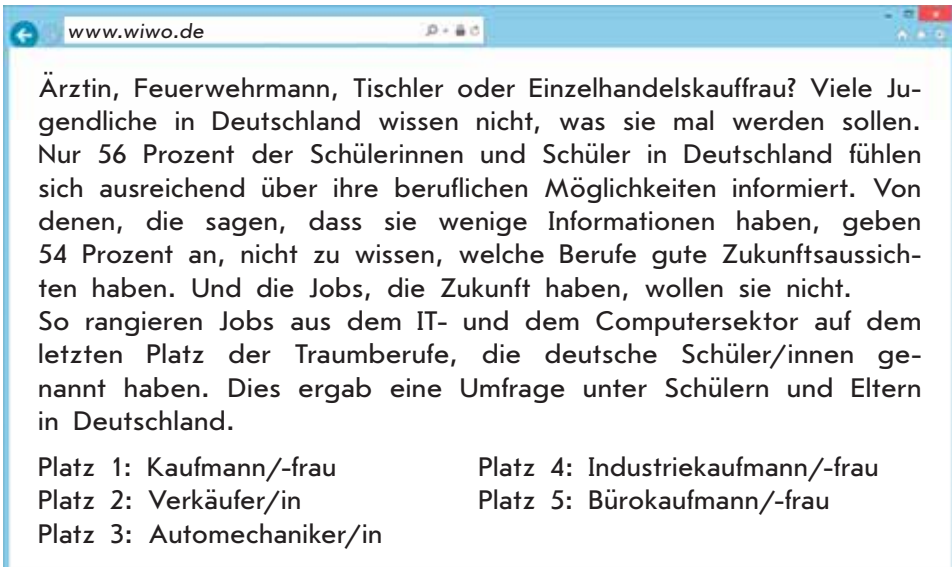 www.wiwo.de
Ärztin, Feuerwehrmann, Tischler oder Einzelhandelskauffrau? Viele Ju-
gendliche in Deutschland wissen nicht, was sie mal werden sollen.
Nur 56 Prozent der Schülerinnen und Schüler in Deutschland fühlen
sich ausreichend über ihre beruflichen Möglichkeiten informiert. Von
denen, die sagen, dass sie wenige Informationen haben, geben
54 Prozent an, nicht zu wissen, welche Berufe gute Zukunftsaussich-
ten haben. Und die Jobs, die Zukunft haben, wollen sie nicht.
So rangieren Jobs aus dem IT- und dem Computersektor auf dem
letzten Platz der Traumberufe, die deutsche Schüler/innen ge-
nannt haben. Dies ergab eine Umfrage unter Schülern und Eltern
in Deutschland.
Platz 1: Kaufmann/-frau
Platz 2: Verkäufer/in
Platz 3: Automechaniker/in
Platz 4: Industriekaufmann/-frau
Platz 5: Bürokaufmann/-frau